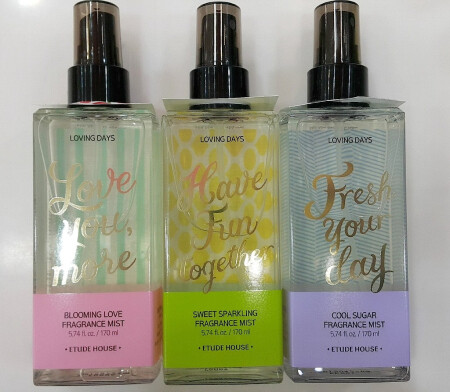 LOVING DAYS
Love
you,
more
BLOOMING LOVE
FRAGRANCE MIST
5.74 fl.oz. / 170 ml
• ETUDE HOUSE •
LOVING DAYS
Have
Fun
together
SWEET SPARKLING
FRAGRANCE MIST
5.74 fl.oz. / 170 ml
• ETUDE HOUSE •
LOVING DAYS
Fresh
Your
day
COOL SUGAR
FRAGRANCE MIST
5.74 fl.oz. / 170 ml
• ETUDE HOUSE •